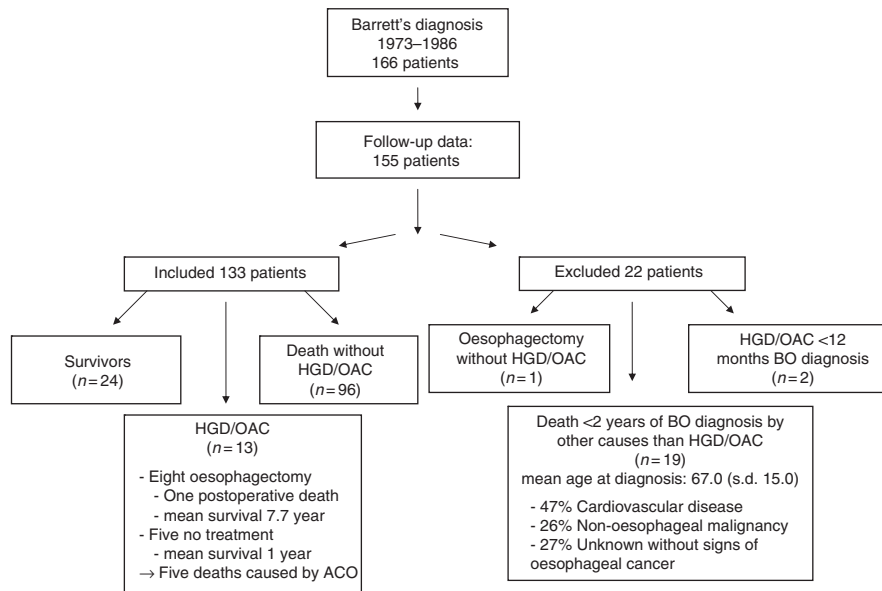 Barrett's diagnosis
1973–1986
166 patients
Follow-up data:
155 patients
Included 133 patients
Excluded 22 patients
Survivors
(n=24)
Death without
HGD/OAC
(n=96)
Oesophagectomy
without HGD/OAC
(n=1)
HGD/OAC <12
months BO diagnosis
(n=2)
HGD/OAC
(n=13)
- Eight oesophagectomy
- One postoperative death
- mean survival 7.7 year
- Five no treatment
- mean survival 1 year
→ Five deaths caused by ACO
Death <2 years of BO diagnosis by
other causes than HGD/OAC
(n=19)
mean age at diagnosis: 67.0 (s.d. 15.0)
- 47% Cardiovascular disease
- 26% Non-oesophageal malignancy
- 27% Unknown without signs of
oesophageal cancer